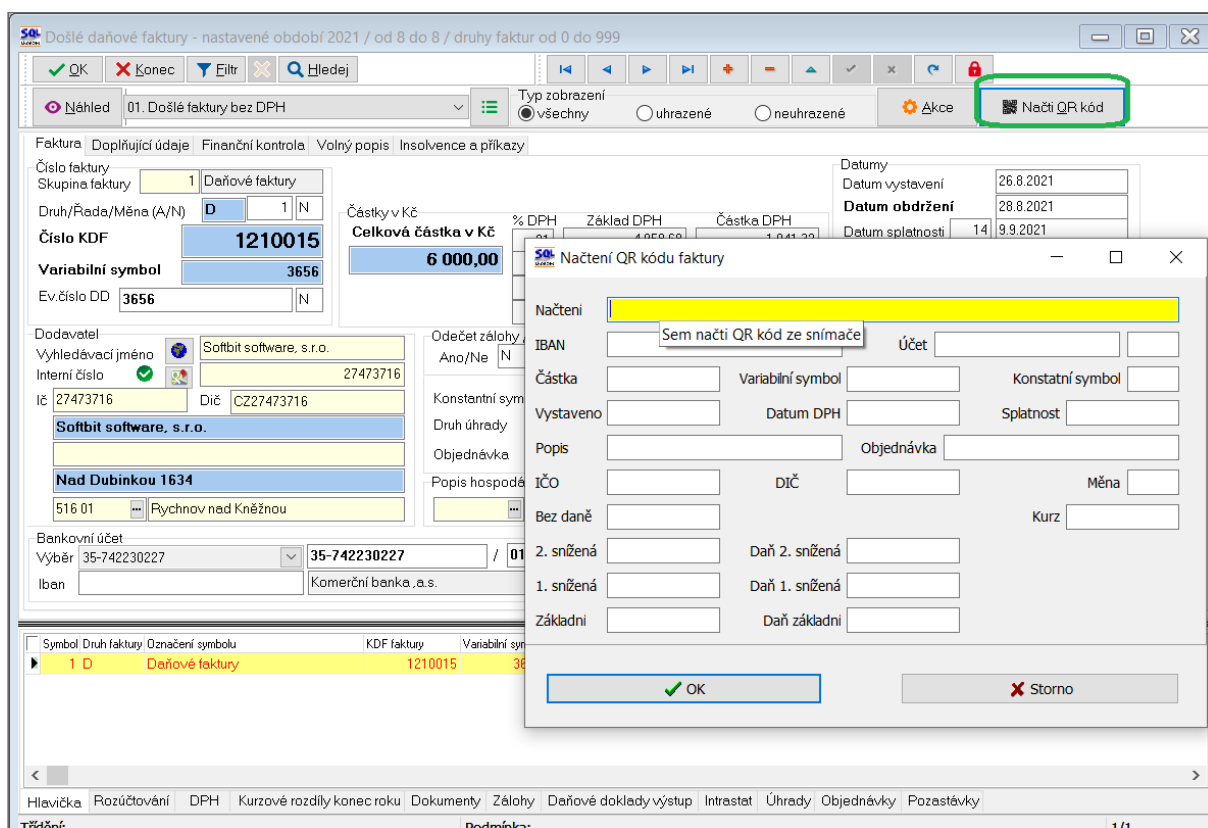 SQL Došlé daňové faktury - nastavené období 2021 / od 8 do 8 / druhy faktur od 0 do 999
OK Konec Filtr Hledej
Náhled 01. Došlé faktury bez DPH Typ zobrazení všechny uhrazené neuhrazené Akce Načti QR kód
Faktura Doplňující údaje Finanční kontrola Volný popis Insolvence a příkazy
Číslo faktury
Skupina faktury 1 Daňové faktury
Druh/Řada/Měna (A/N) D 1 N
Číslo KDF 1210015
Variabilní symbol 3656
Ev.číslo DD 3656 N
Částky v Kč
Celková částka v Kč
6 000,00
% DPH Základ DPH Částka DPH
Datumy
Datum vystavení 26.8.2021
Datum obdržení 28.8.2021
Datum splatnosti 14 9.9.2021
Dodavatel
Vyhledávací jméno Softbit software, s.r.o.
Interní číslo 27473716
Ič 27473716 Dič CZ27473716
Softbit software, s.r.o.
Nad Dubinkou 1634
516 01 ... Rychnov nad Kněžnou
Odečet zálohy
Ano/Ne N
Konstantní sym
Druh úhrady
Objednávka
Popis hospodá
...
Bankovní účet
Výběr 35-742230227 35-742230227 / 01
Iban Komerční banka ,a.s.
SQL Načtení QR kódu faktury
Načteni
Sem načti QR kód ze snímače
IBAN Účet
Částka Variabilní symbol Konstatní symbol
Vystaveno Datum DPH Splatnost
Popis Objednávka
IČO DIČ Měna
Bez daně Kurz
2. snížená Daň 2. snížená
1. snížená Daň 1. snížená
Základni Daň základni
OK Storno
Symbol Druh faktury Označení symbolu KDF faktury Variabilní syn
1 D Daňové faktury 1210015 36
Hlavička Rozúčtování DPH Kurzové rozdíly konec roku Dokumenty Zálohy Daňové doklady výstup Intrastat Úhrady Objednávky Pozastávky
Třídění: Podmínka: 1/1